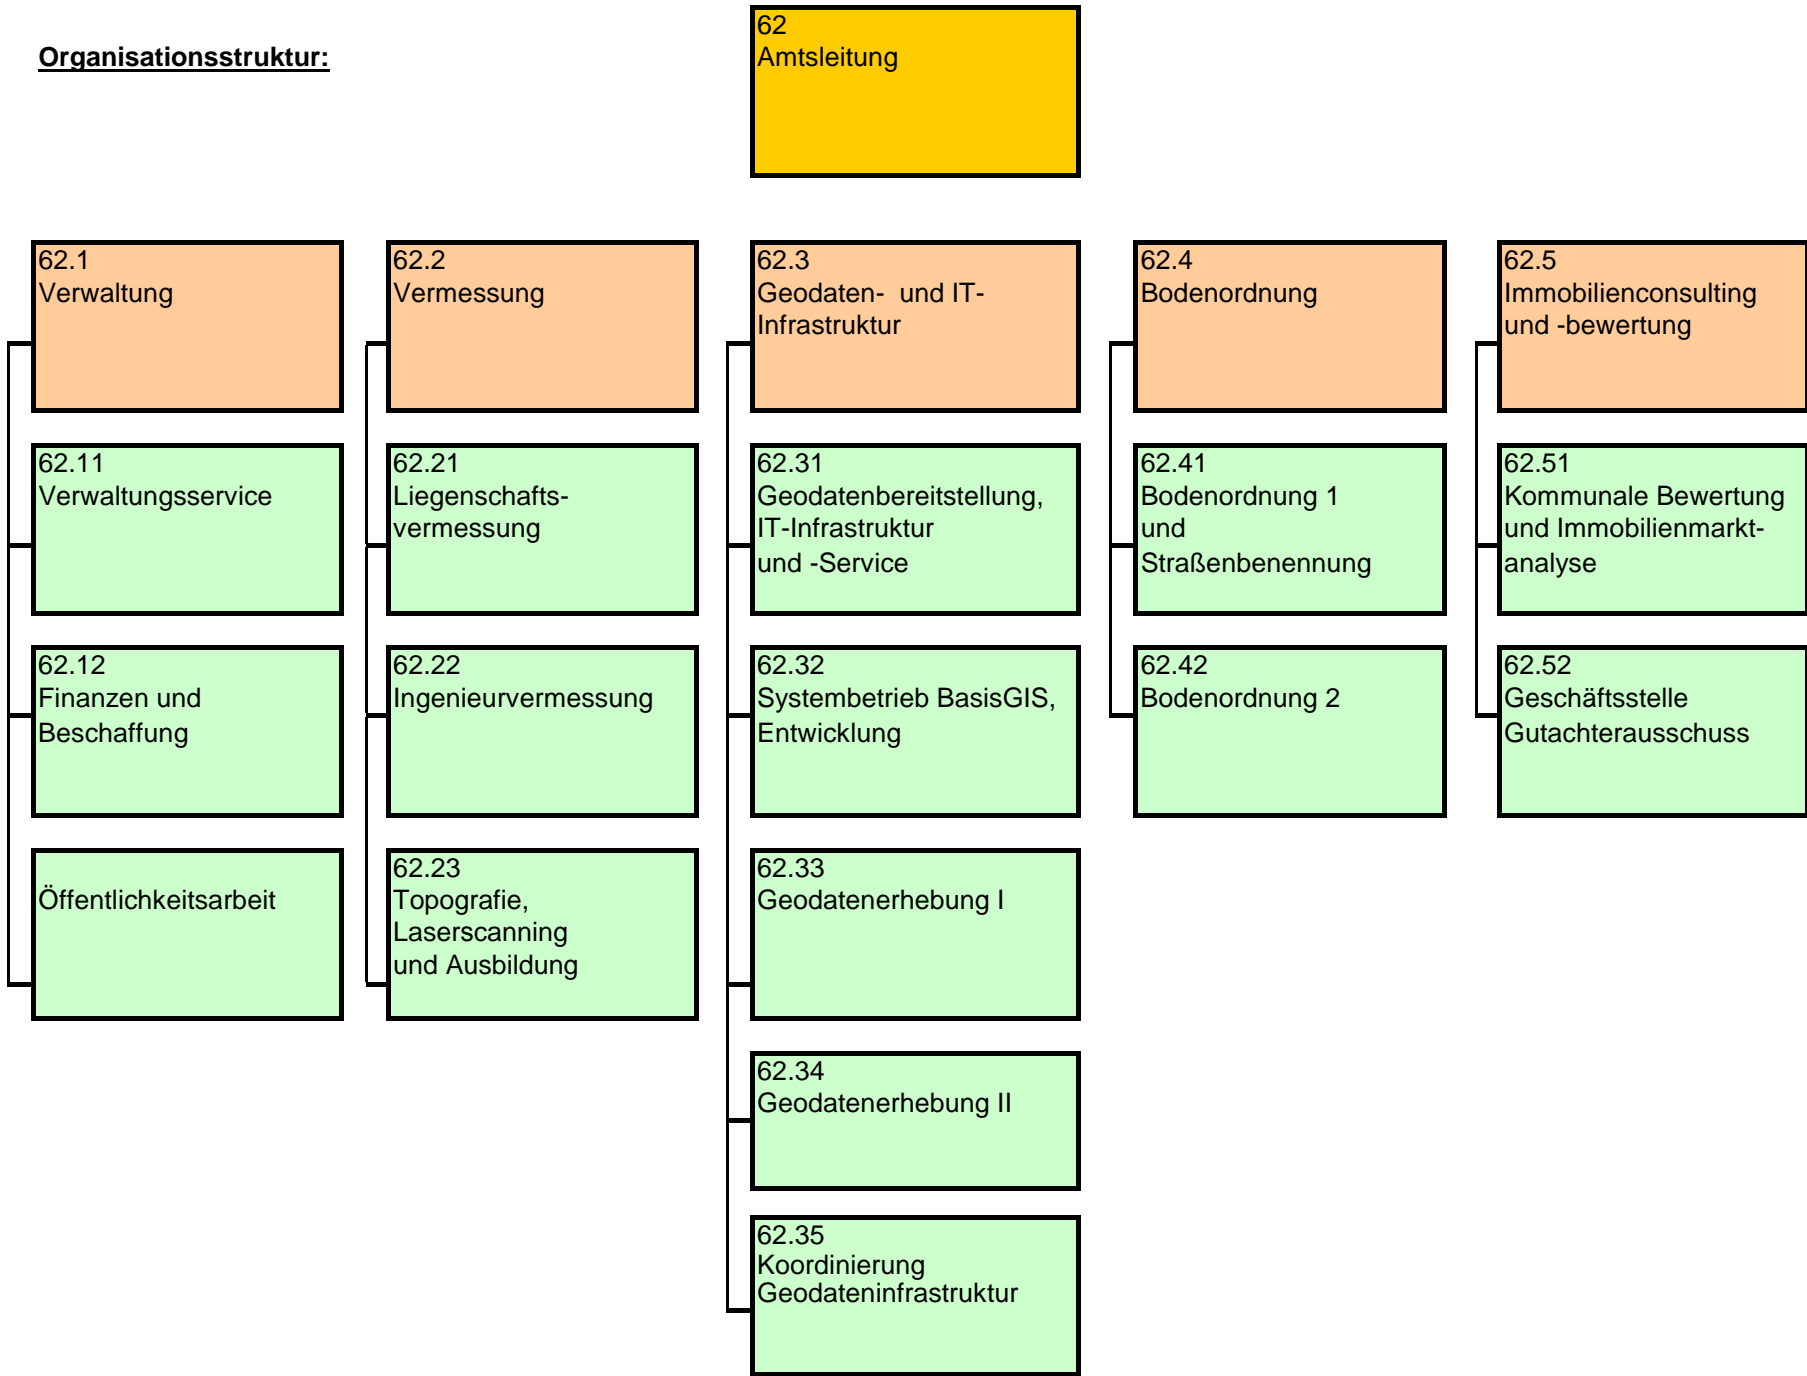 Organisationsstruktur:
62
Amtsleitung
62.1
Verwaltung
62.11
Verwaltungsservice
62.12
Finanzen und
Beschaffung
Öffentlichkeitsarbeit
62.2
Vermessung
62.21
Liegenschafts-
vermessung
62.22
Ingenieurvermessung
62.23
Topografie,
Laserscanning
und Ausbildung
62.3
Geodaten-  und IT-
Infrastruktur
62.31
Geodatenbereitstellung,
IT-Infrastruktur
und -Service
62.32
Systembetrieb BasisGIS,
Entwicklung
62.33
Geodatenerhebung I
62.34
Geodatenerhebung II
62.35
Koordinierung
Geodateninfrastruktur
62.4
Bodenordnung
62.41
Bodenordnung 1
und
Straßenbenennung
62.42
Bodenordnung 2
62.5
Immobilienconsulting
und -bewertung
62.51
Kommunale Bewertung
und Immobilienmarkt-
analyse
62.52
Geschäftsstelle
Gutachterausschuss